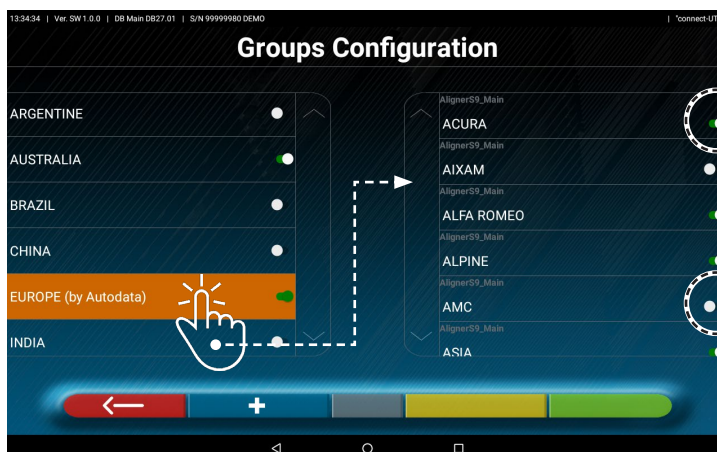 13:34:34 | Ver. SW 1.0.0 | DB Main DB27.01 | S/N 99999980 DEMO | "connect-UT
Groups Configuration
ARGENTINE
AUSTRALIA
BRAZIL
CHINA
EUROPE (by Autodata)
INDIA
AlignerS9_Main
ACURA
AlignerS9_Main
AIXAM
AlignerS9_Main
ALFA ROMEO
AlignerS9_Main
ALPINE
AlignerS9_Main
AMC
AlignerS9_Main
ASIA